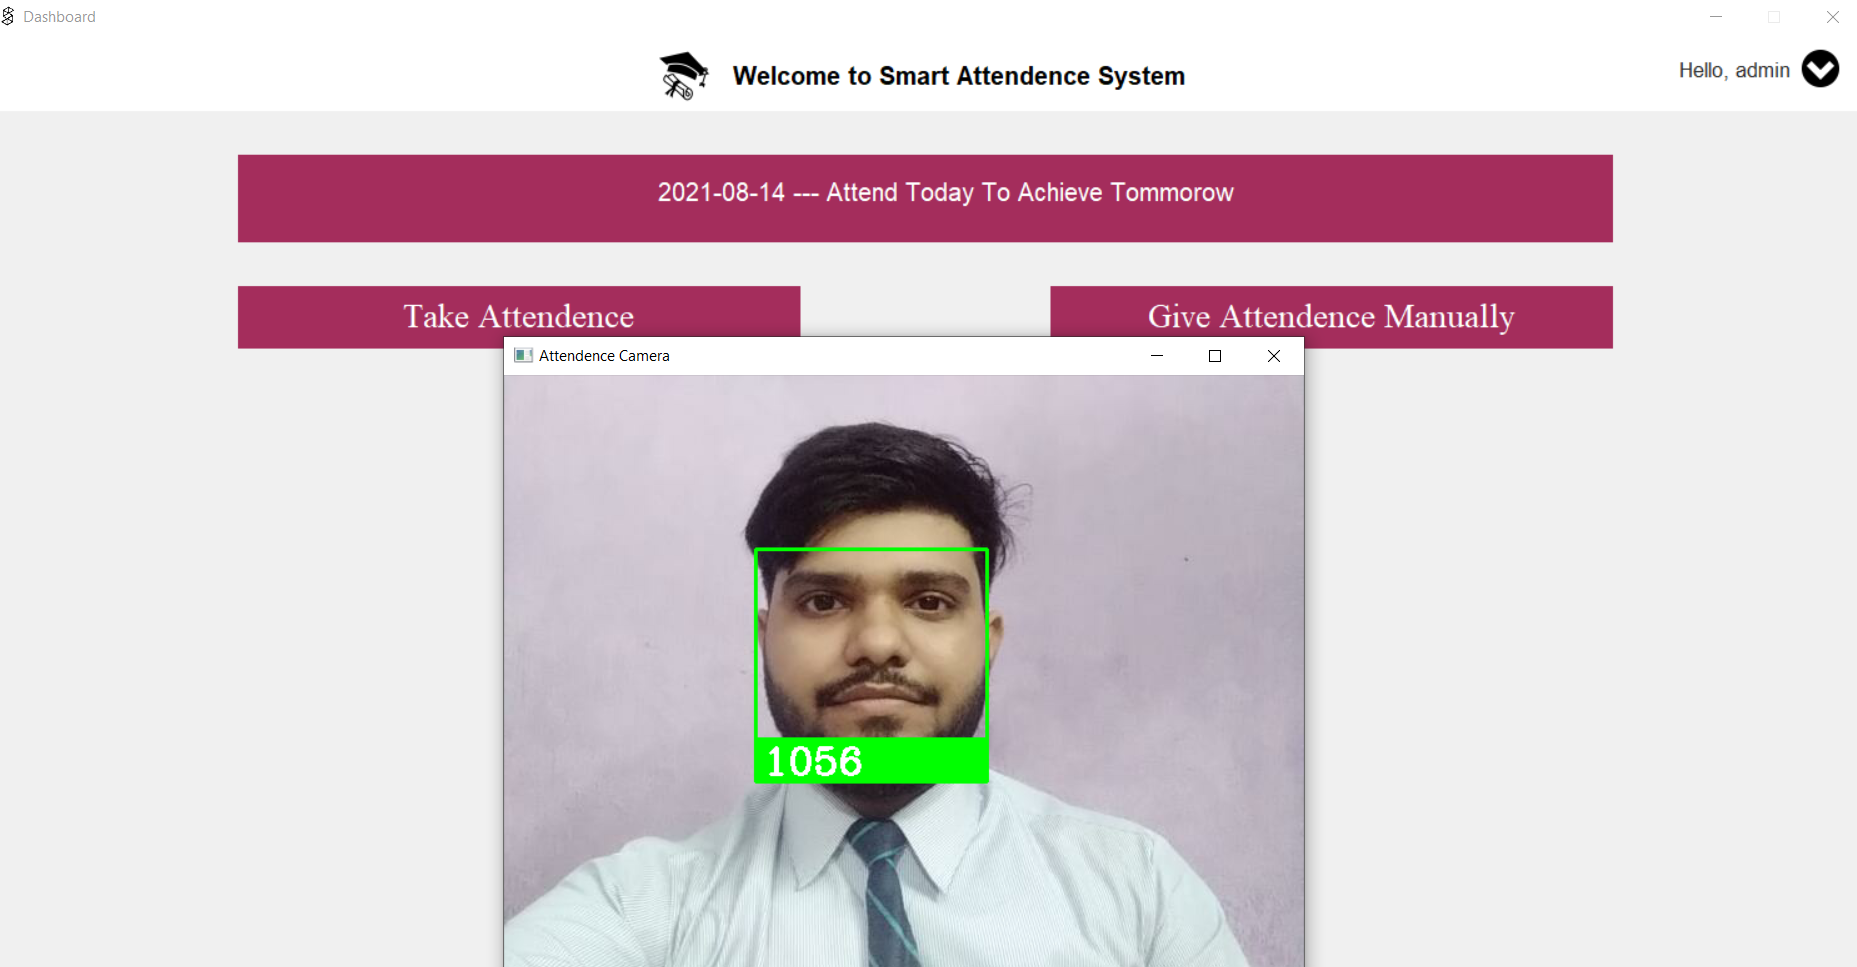 Dashboard
Welcome to Smart Attendence System
Hello, admin
2021-08-14 --- Attend Today To Achieve Tommorow
Take Attendence
Give Attendence Manually
Attendence Camera
1056